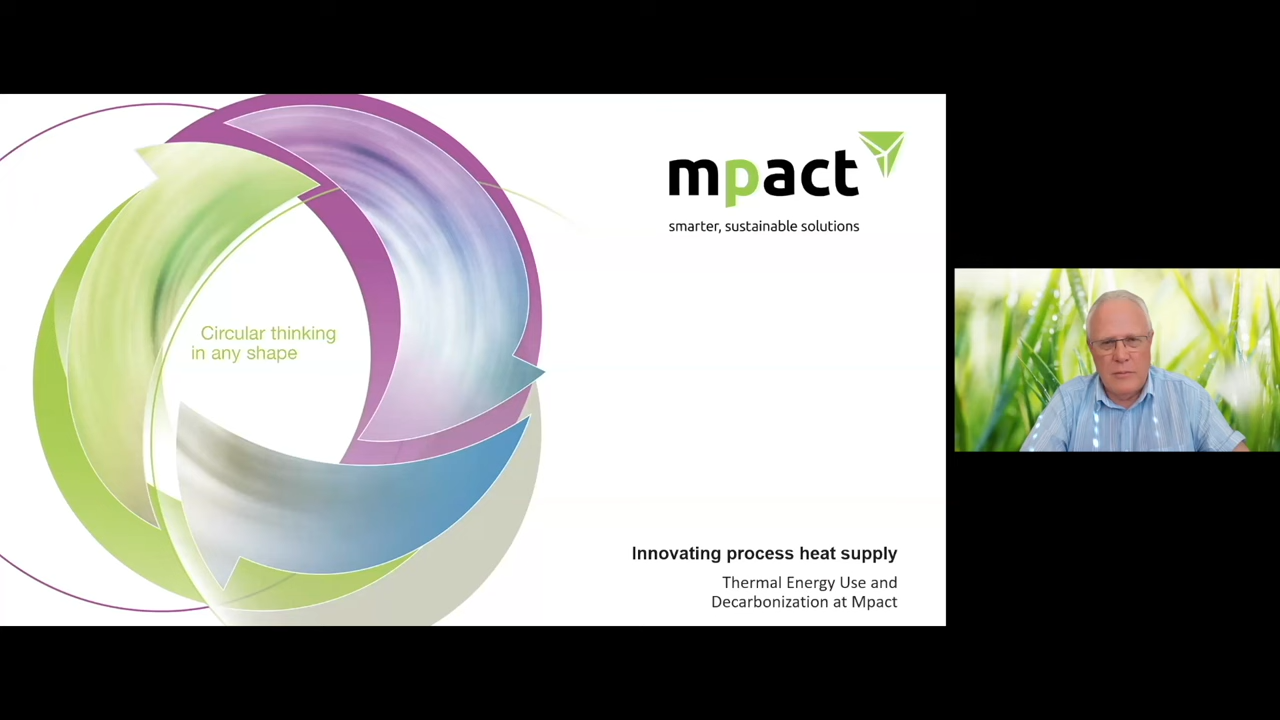 mpact
smarter, sustainable solutions
Circular thinking
in any shape
Innovating process heat supply
Thermal Energy Use and
Decarbonization at Mpact